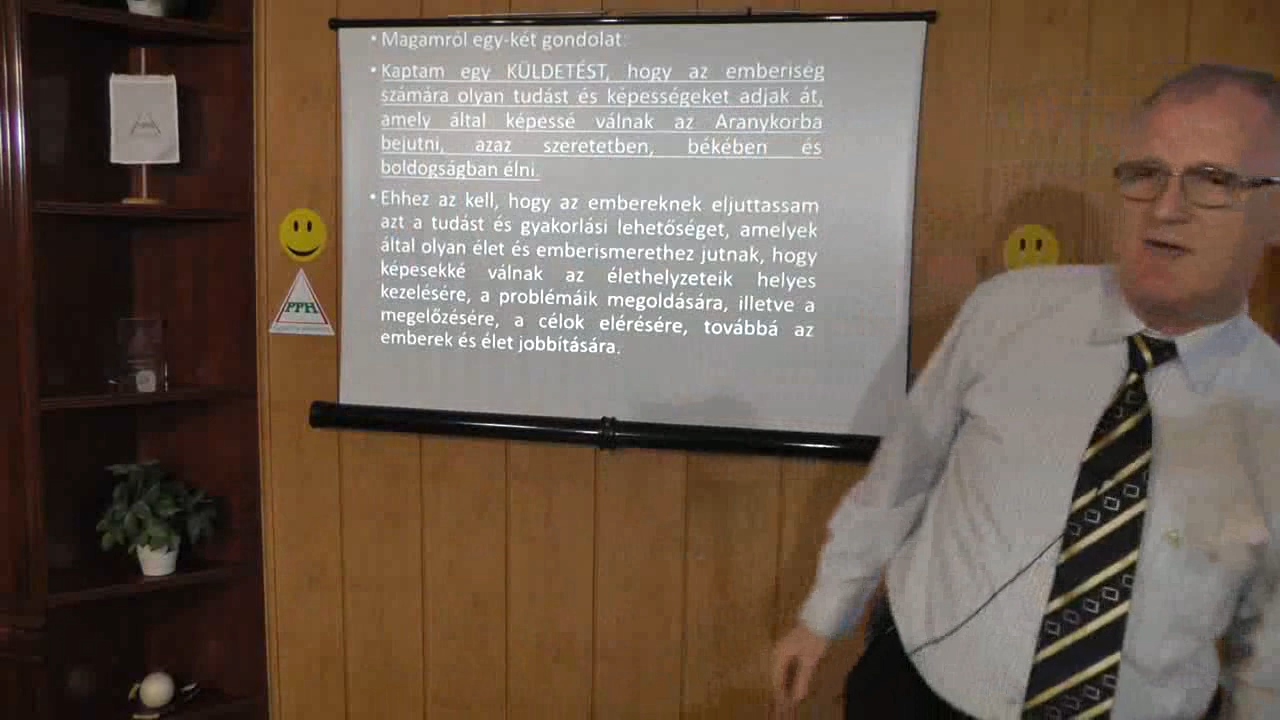 Magamról egy-két gondolat:
Kaptam egy KÜLDETÉST, hogy az emberiség
számára olyan tudást és képességeket adjak át,
amely által képessé válnak az Aranykorba
bejutni, azaz szeretetben, békében és
boldogságban élni.
Ehhez az kell, hogy az embereknek eljuttassam
azt a tudást és gyakorlási lehetőséget, amelyek
által olyan élet és emberismerethez jutnak, hogy
képesekké válnak az élethelyzeteik helyes
kezelésére, a problémáik megoldására, illetve a
megelőzésére, a célok elérésére, továbbá az
emberek és élet jobbítására.
PPH